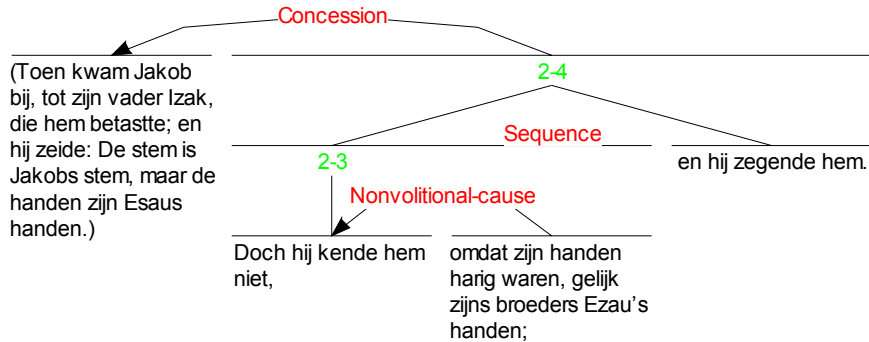 Concession
(Toen kwam Jakob
bij, tot zijn vader Izak,
die hem betastte; en
hij zeide: De stem is
Jakobs stem, maar de
handen zijn Esaus
handen.)
2-4
Sequence
2-3
en hij zegende hem.
Nonvolitional-cause
Doch hij kende hem
niet,
omdat zijn handen
harig waren, gelijk
zijns broeders Ezau’s
handen;